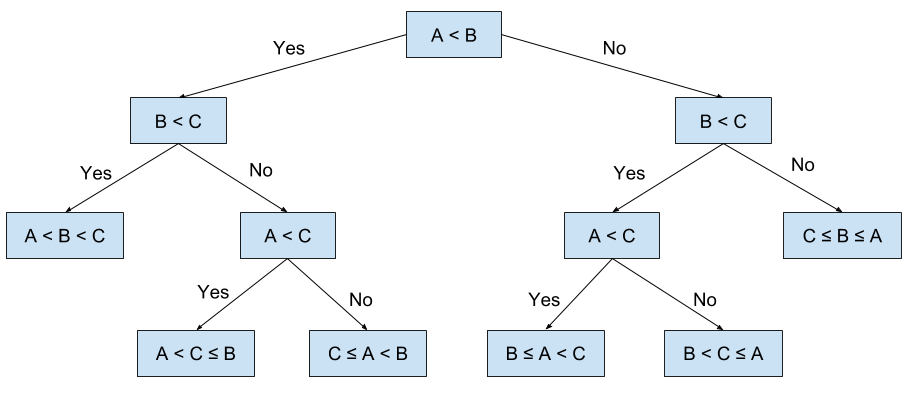 A < B
Yes
No
B < C
B < C
Yes
No
Yes
No
A < B < C
A < C
A < C
C ≤ B ≤ A
Yes
No
Yes
No
A < C ≤ B
C ≤ A < B
B ≤ A < C
B < C ≤ A